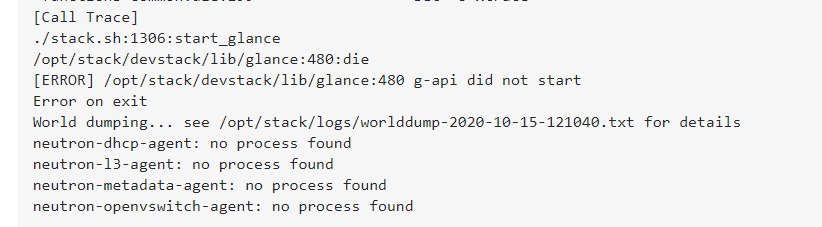 [Call Trace]
./stack.sh:1306:start_glance
/opt/stack/devstack/lib/glance:480:die
[ERROR] /opt/stack/devstack/lib/glance:480 g-api did not start
Error on exit
World dumping... see /opt/stack/logs/worlddump-2020-10-15-121040.txt for details
neutron-dhcp-agent: no process found
neutron-l3-agent: no process found
neutron-metadata-agent: no process found
neutron-openvswitch-agent: no process found